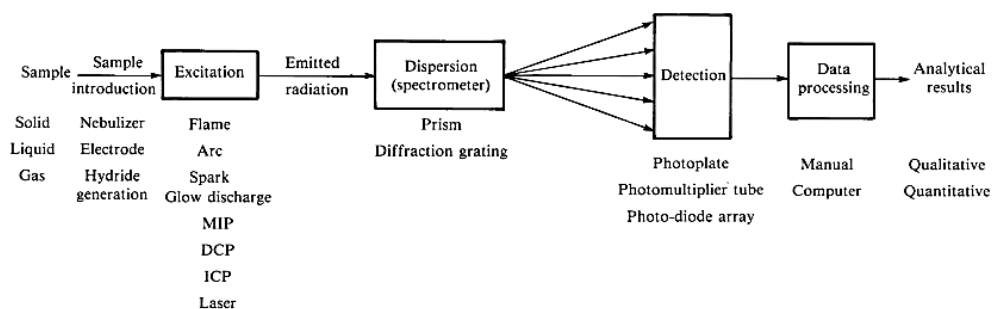 Sample
Sample
introduction
Excitation
Emitted
radiation
Dispersion
(spectrometer)
Detection
Data
processing
Analytical
results
Solid
Liquid
Gas
Nebulizer
Electrode
Hydride
generation
Flame
Arc
Spark
Glow discharge
MIP
DCP
ICP
Laser
Prism
Diffraction grating
Photoplate
Photomultiplier tube
Photo-diode array
Manual
Computer
Qualitative
Quantitative